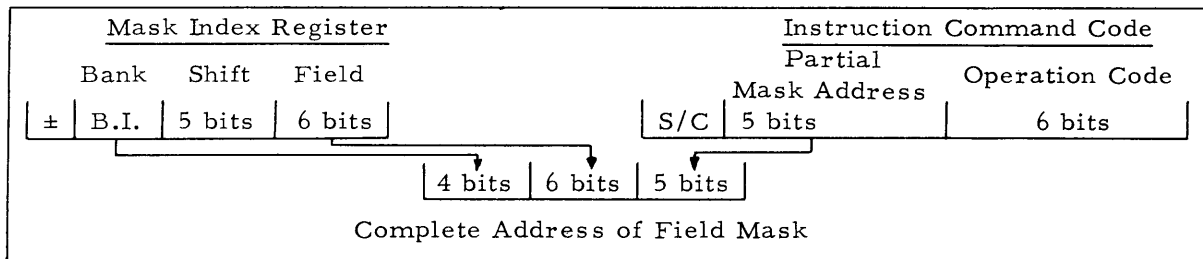 Mask Index Register Instruction Command Code
Partial
Bank Shift Field Mask Address Operation Code
± B.I. 5 bits 6 bits S/C 5 bits 6 bits
4 bits 6 bits 5 bits
Complete Address of Field Mask